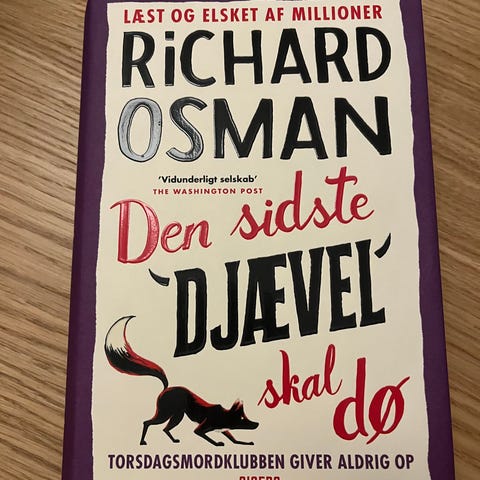 LÆST OG ELSKET AF MILLIONER
RiCHARD
OSMAN
'Vidunderligt selskab'
THE WASHINGTON POST
Den sidste
'DJÆVEL'
skal dø
TORSDAGSMORDKLUBBEN GIVER ALDRIG OP